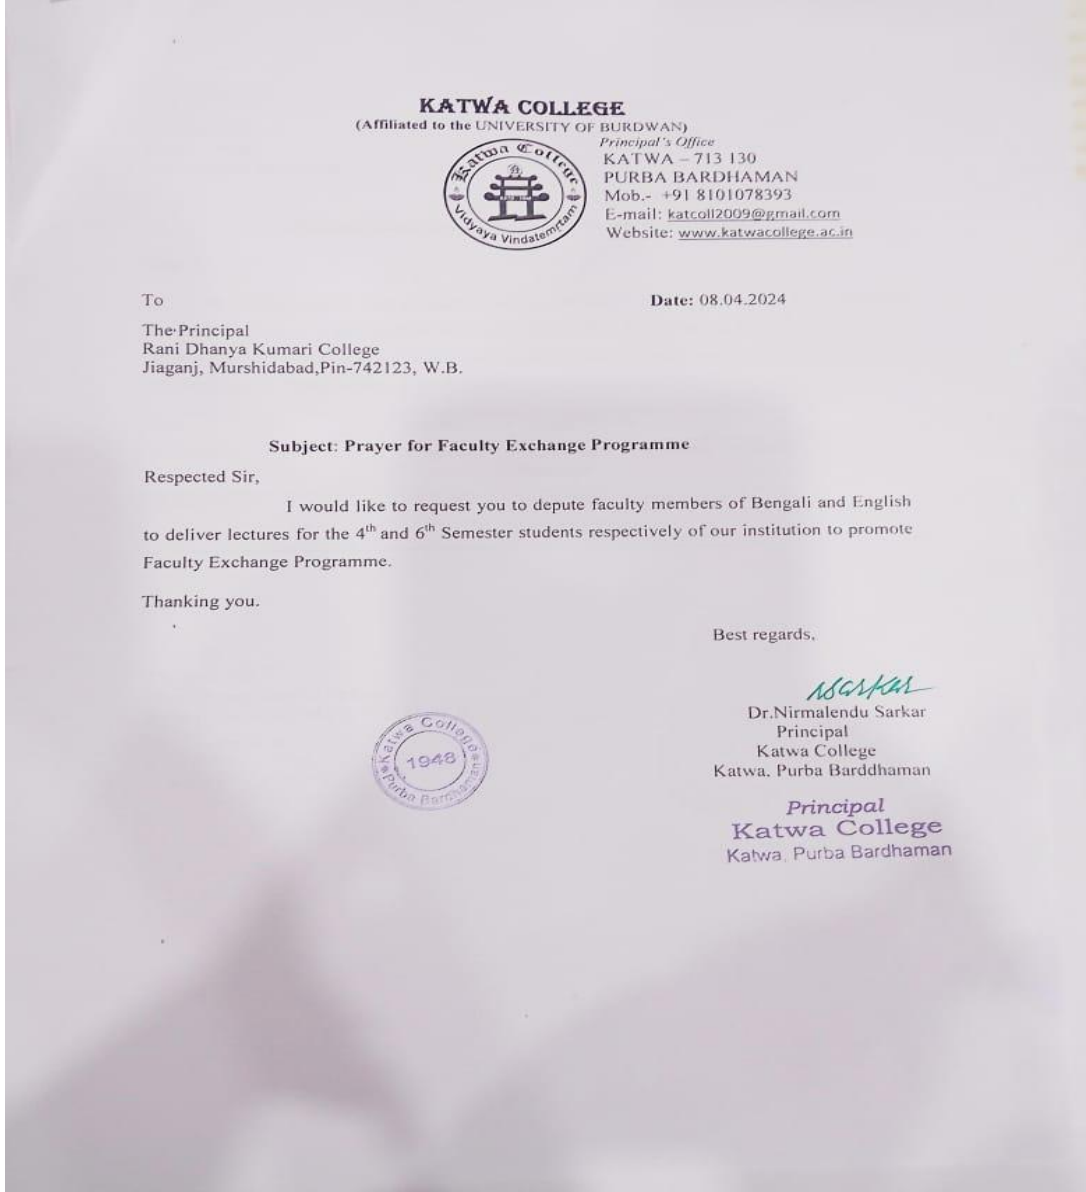 KATWA COLLEGE
(Affiliated to the UNIVERSITY OF BURDWAN)
Katwa College
Vidyaya Vindatemrtam
Principal's Office
KATWA – 713 130
PURBA BARDHAMAN
Mob.- +91 8101078393
E-mail: katcoll2009@gmail.com
Website: www.katwacollege.ac.in
To
Date: 08.04.2024
The Principal
Rani Dhanya Kumari College
Jiaganj, Murshidabad,Pin-742123, W.B.
Subject: Prayer for Faculty Exchange Programme
Respected Sir,
I would like to request you to depute faculty members of Bengali and English
to deliver lectures for the 4th and 6th Semester students respectively of our institution to promote
Faculty Exchange Programme.
Thanking you.
Best regards,
NSarkar
Dr.Nirmalendu Sarkar
Principal
Katwa College
Katwa, Purba Barddhaman
Katwa College
1948
Purba Bardhaman
Principal
Katwa College
Katwa, Purba Bardhaman